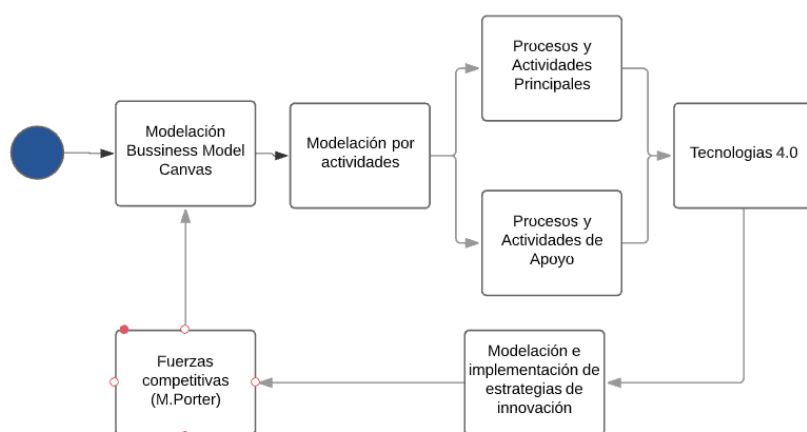 Modelación
Bussiness Model
Canvas
Modelación por
actividades
Procesos y
Actividades
Principales
Procesos y
Actividades de
Apoyo
Tecnologias 4.0
Modelación e
implementación de
estrategias de
innovación
Fuerzas
competitivas
(M.Porter)